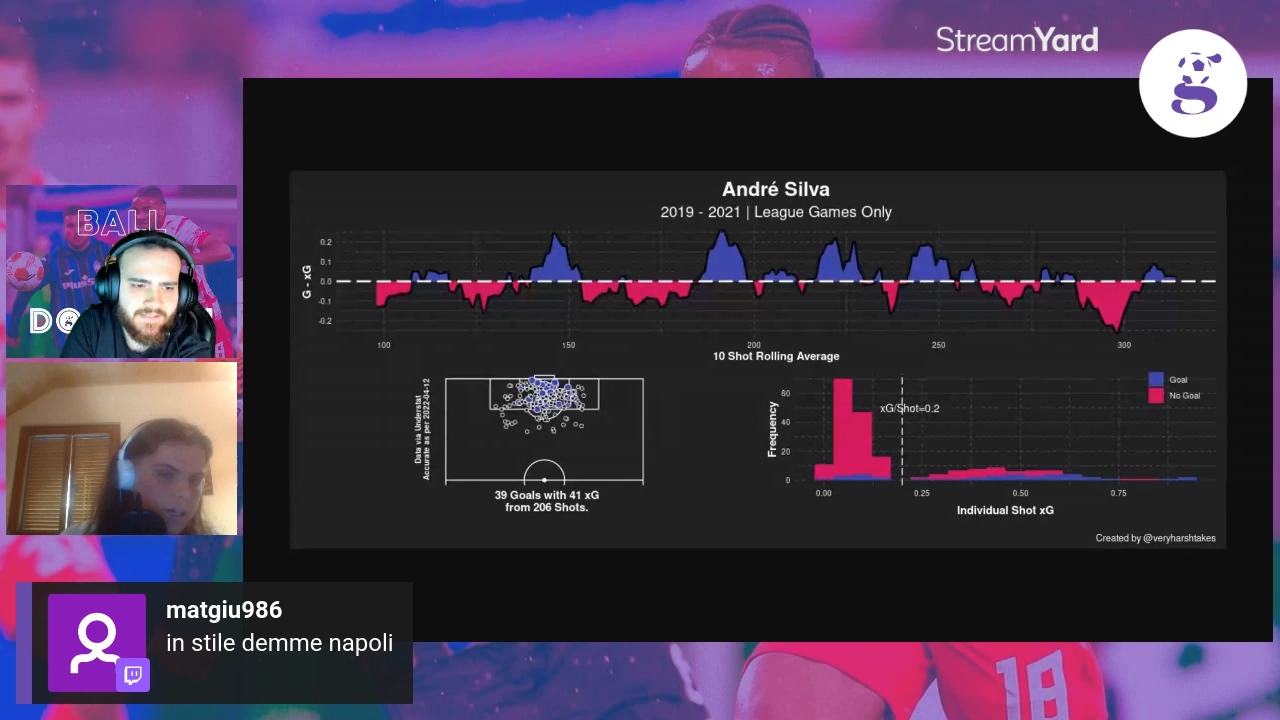 StreamYard
BALL
André Silva
2019 - 2021 | League Games Only
G - xG
0.2
0.1
0.0
-0.1
-0.2
100
150
200
250
300
10 Shot Rolling Average
Data via Understat
Accurate as per 2022-04-12
39 Goals with 41 xG
from 206 Shots.
Frequency
60
40
20
0
xG/Shot=0.2
Goal
No Goal
0.00
0.25
0.50
0.75
Individual Shot xG
Created by @veryharshtakes
matgiu986
in stile demme napoli
18